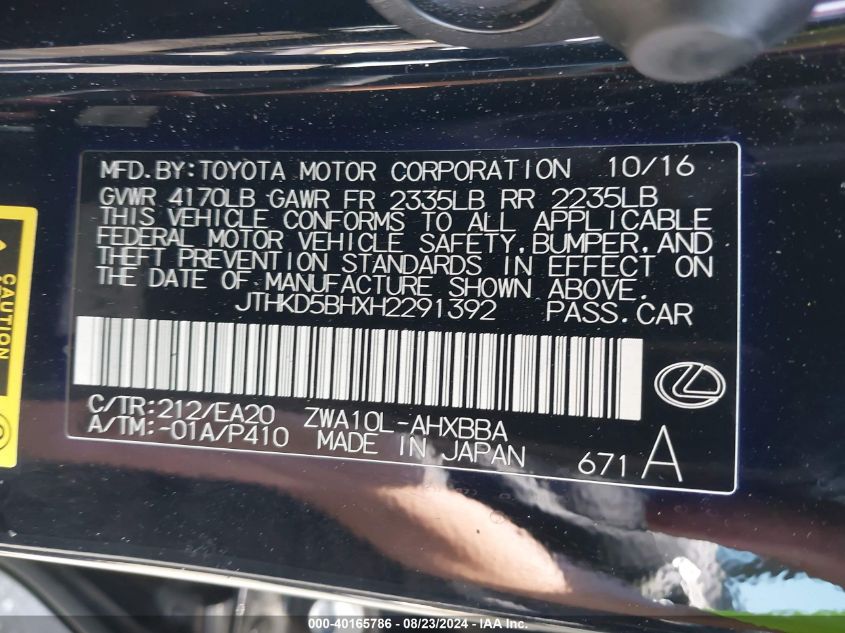 MFD.BY:TOYOTA MOTOR CORPORATION 10/16
GVWR 4170LB GAWR FR 2335LB RR 2235LB
THIS VEHICLE CONFORMS TO ALL APPLICABLE
FEDERAL MOTOR VEHICLE SAFETY,BUMPER,AND
THEFT PREVENTION STANDARDS IN EFFECT ON
THE DATE OF MANUFACTURE SHOWN ABOVE.
JTHKD5BHXH2291392 PASS.CAR
C/TR:212/EA20 ZWA10L-AHXBBA
A/TM:-01A/P410 MADE IN JAPAN
671 A
CAUTION
000-40165786 - 08/23/2024 - IAAI.COM